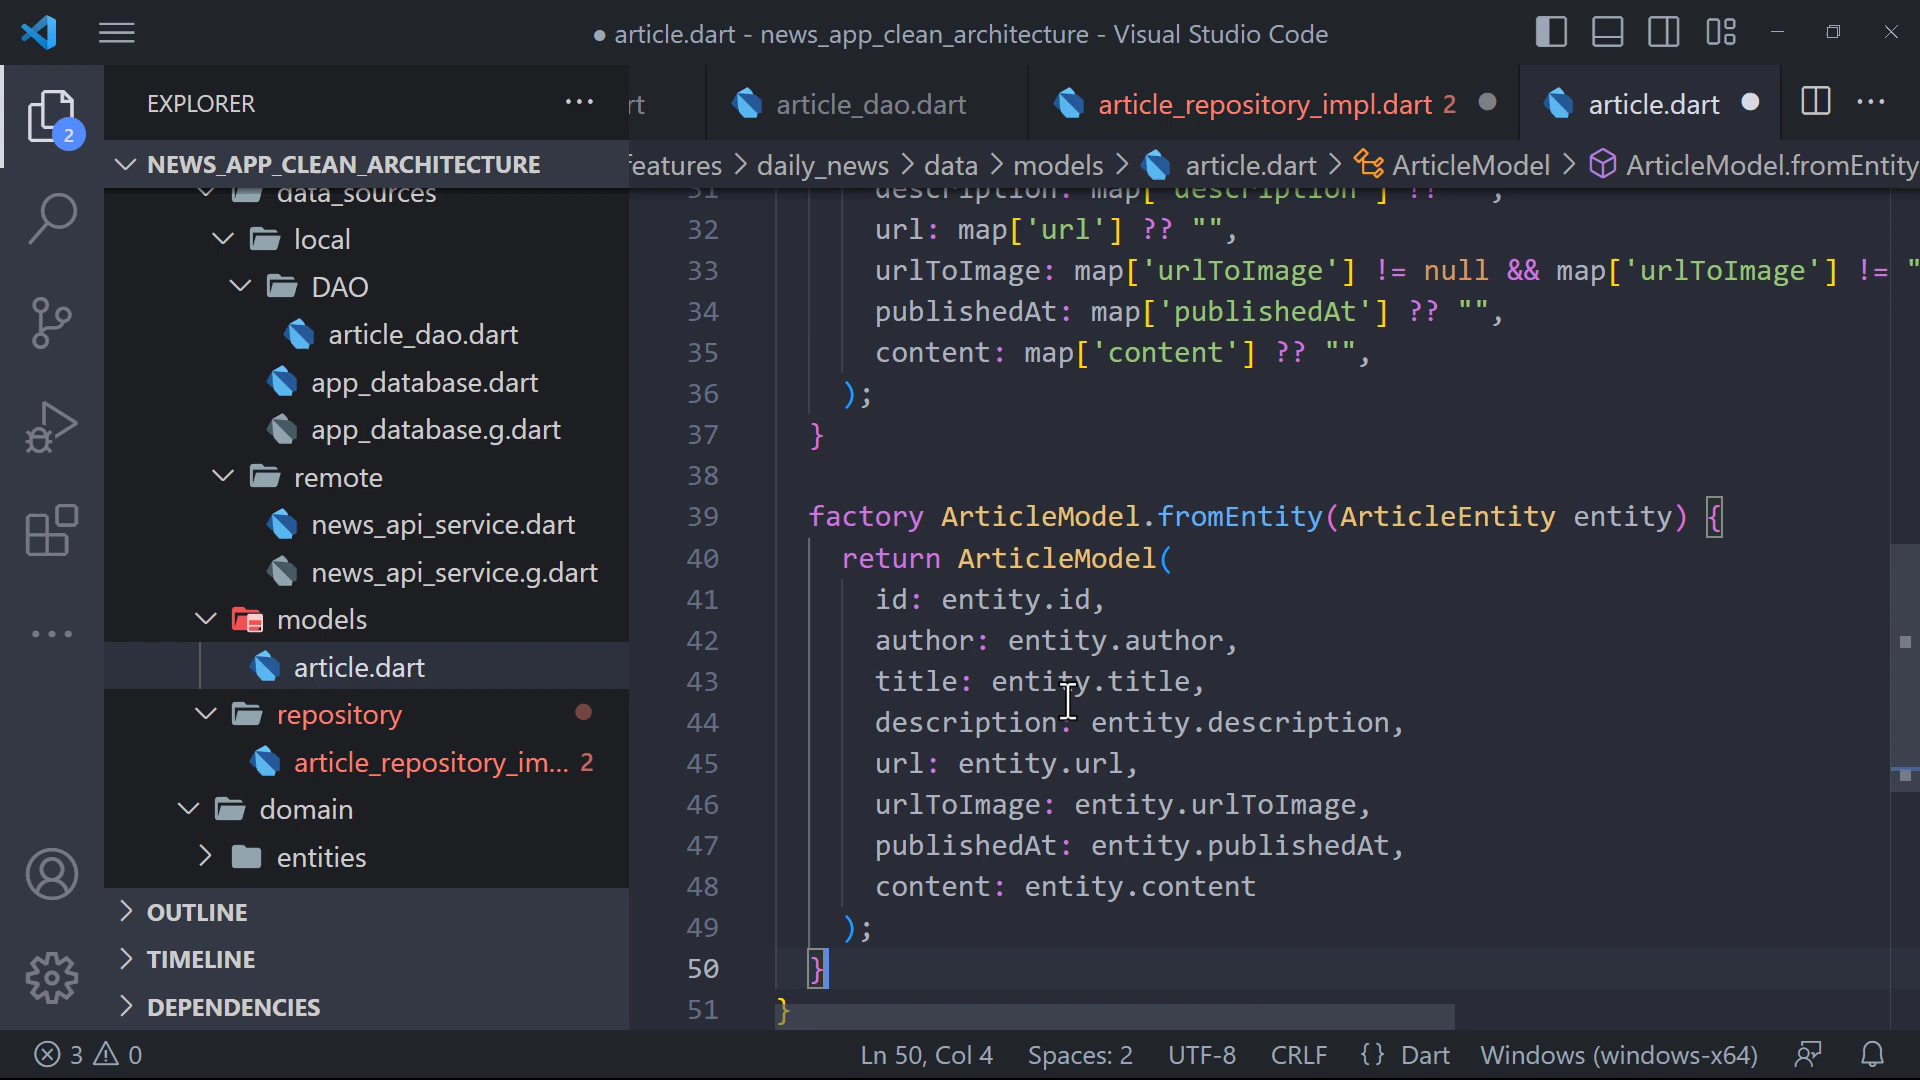 ● article.dart - news_app_clean_architecture - Visual Studio Code
EXPLORER
rt
article_dao.dart
article_repository_impl.dart 2
article.dart
2
NEWS_APP_CLEAN_ARCHITECTURE
eatures > daily_news > data > models > article.dart > ArticleModel > ArticleModel.fromEntity
data_sources
local
DAO
article_dao.dart
app_database.dart
app_database.g.dart
remote
news_api_service.dart
news_api_service.g.dart
models
article.dart
repository
article_repository_im... 2
domain
entities
OUTLINE
TIMELINE
DEPENDENCIES
31 description: map['description'] ?? "",
32 url: map['url'] ?? "",
33 urlToImage: map['urlToImage'] != null && map['urlToImage'] != "
34 publishedAt: map['publishedAt'] ?? "",
35 content: map['content'] ?? "",
36 );
37 }
38
39 factory ArticleModel.fromEntity(ArticleEntity entity) {
40 return ArticleModel(
41 id: entity.id,
42 author: entity.author,
43 title: entity.title,
44 description: entity.description,
45 url: entity.url,
46 urlToImage: entity.urlToImage,
47 publishedAt: entity.publishedAt,
48 content: entity.content
49 );
50 }
51 }
3 0
Ln 50, Col 4
Spaces: 2
UTF-8
CRLF
{ } Dart
Windows (windows-x64)